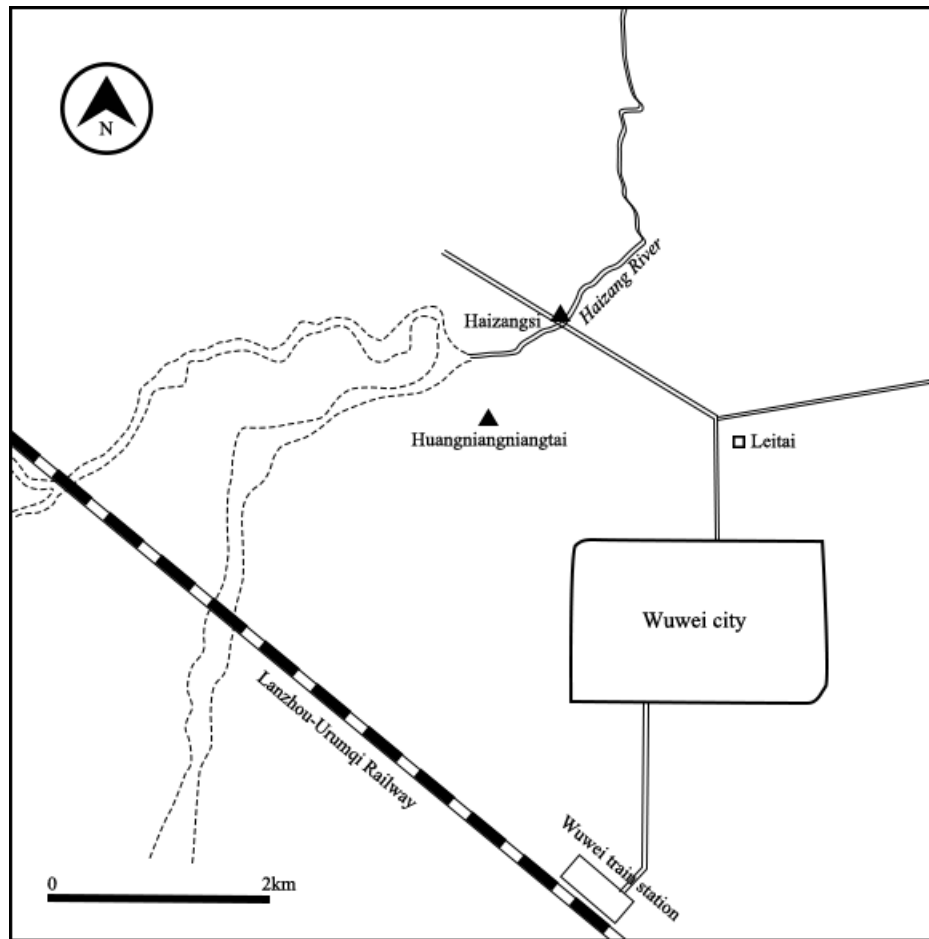 N
Haizang River
Haizangsi
Huangniangniangtai
Leitai
Wuwei city
Lanzhou-Urumqi Railway
Wuwei train station
0 2km